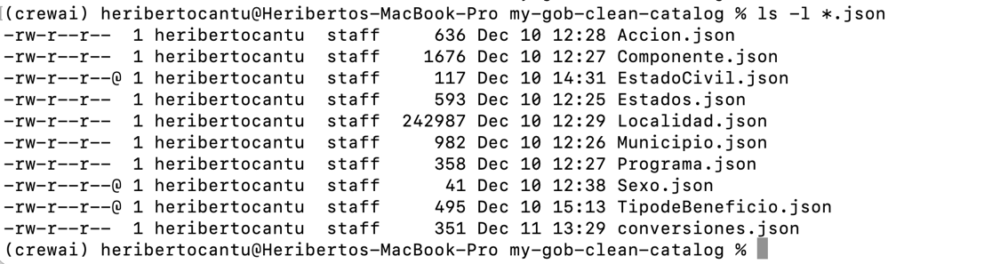 (crewai) heribertocantu@Heribertos-MacBook-Pro my-gob-clean-catalog % ls -l *.json
-rw-r--r--  1 heribertocantu  staff     636 Dec 10 12:28 Accion.json
-rw-r--r--  1 heribertocantu  staff    1676 Dec 10 12:27 Componente.json
-rw-r--r--@ 1 heribertocantu  staff     117 Dec 10 14:31 EstadoCivil.json
-rw-r--r--  1 heribertocantu  staff     593 Dec 10 12:25 Estados.json
-rw-r--r--  1 heribertocantu  staff  242987 Dec 10 12:29 Localidad.json
-rw-r--r--  1 heribertocantu  staff     982 Dec 10 12:26 Municipio.json
-rw-r--r--  1 heribertocantu  staff     358 Dec 10 12:27 Programa.json
-rw-r--r--@ 1 heribertocantu  staff      41 Dec 10 12:38 Sexo.json
-rw-r--r--@ 1 heribertocantu  staff     495 Dec 10 15:13 TipodeBeneficio.json
-rw-r--r--  1 heribertocantu  staff     351 Dec 11 13:29 conversiones.json
(crewai) heribertocantu@Heribertos-MacBook-Pro my-gob-clean-catalog %